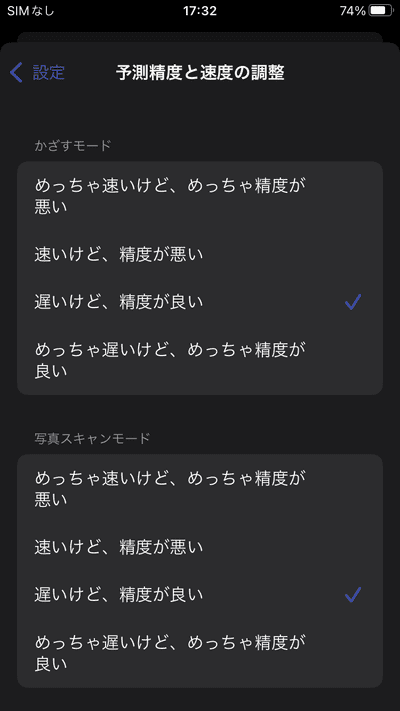 SIMなし 17:32 74%
設定 予測精度と速度の調整
かざすモード
めっちゃ速いけど、めっちゃ精度が
悪い
速いけど、精度が悪い
遅いけど、精度が良い
めっちゃ遅いけど、めっちゃ精度が
良い
写真スキャンモード
めっちゃ速いけど、めっちゃ精度が
悪い
速いけど、精度が悪い
遅いけど、精度が良い
めっちゃ遅いけど、めっちゃ精度が
良い